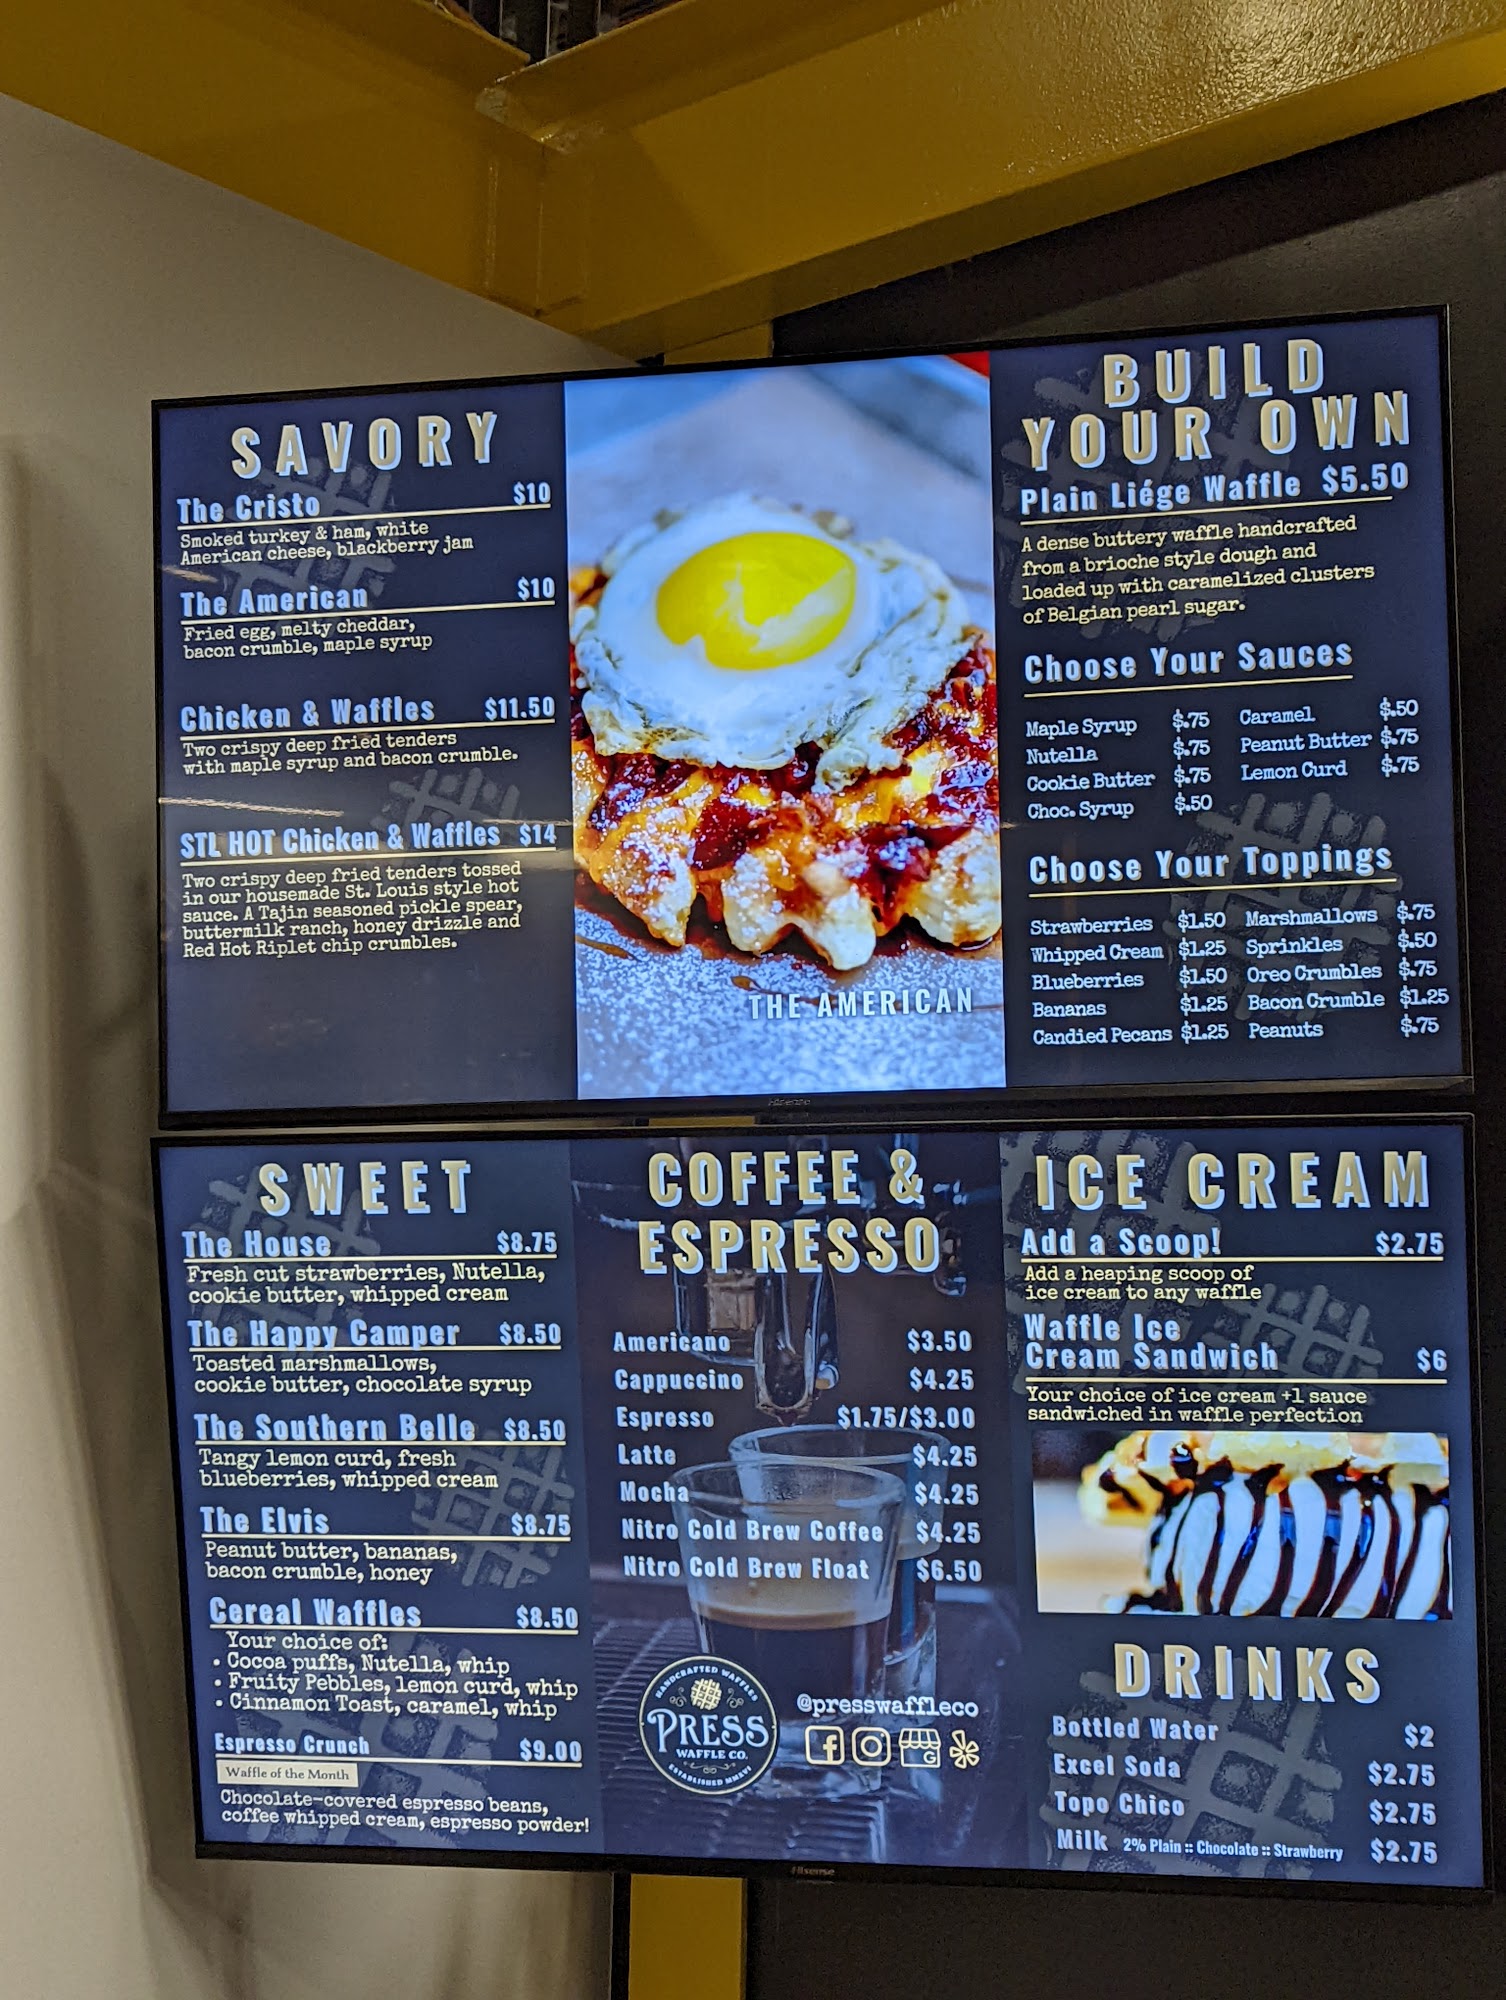 SAVORY
The Cristo $10
Smoked turkey & ham, white
American cheese, blackberry jam
The American $10
Fried egg, melty cheddar,
bacon crumble, maple syrup
Chicken & Waffles $11.50
Two crispy deep fried tenders
with maple syrup and bacon crumble.
STL HOT Chicken & Waffles $14
Two crispy deep fried tenders tossed
in our housemade St. Louis style hot
sauce. A Tajin seasoned pickle spear,
buttermilk ranch, honey drizzle and
Red Hot Riplet chip crumbles.
THE AMERICAN
BUILD
YOUR OWN
Plain Liége Waffle $5.50
A dense buttery waffle handcrafted
from a brioche style dough and
loaded up with caramelized clusters
of Belgian pearl sugar.
Choose Your Sauces
Maple Syrup $.75 Caramel $.50
Nutella $.75 Peanut Butter $.75
Cookie Butter $.75 Lemon Curd $.75
Choc. Syrup $.50
Choose Your Toppings
Strawberries $1.50 Marshmallows $.75
Whipped Cream $1.25 Sprinkles $.50
Blueberries $1.50 Oreo Crumbles $.75
Bananas $1.25 Bacon Crumble $1.25
Candied Pecans $1.25 Peanuts $.75
Hisense
SWEET
The House $8.75
Fresh cut strawberries, Nutella,
cookie butter, whipped cream
The Happy Camper $8.50
Toasted marshmallows,
cookie butter, chocolate syrup
The Southern Belle $8.50
Tangy lemon curd, fresh
blueberries, whipped cream
The Elvis $8.75
Peanut butter, bananas,
bacon crumble, honey
Cereal Waffles $8.50
Your choice of:
• Cocoa puffs, Nutella, whip
• Fruity Pebbles, lemon curd, whip
• Cinnamon Toast, caramel, whip
Espresso Crunch $9.00
Waffle of the Month
Chocolate-covered espresso beans,
coffee whipped cream, espresso powder!
COFFEE &
ESPRESSO
Americano $3.50
Cappuccino $4.25
Espresso $1.75/$3.00
Latte $4.25
Mocha $4.25
Nitro Cold Brew Coffee $4.25
Nitro Cold Brew Float $6.50
HANDCRAFTED WAFFLES
PRESS
WAFFLE CO.
ESTABLISHED MMXVI
@presswaffleco
ICE CREAM
Add a Scoop! $2.75
Add a heaping scoop of
ice cream to any waffle
Waffle Ice
Cream Sandwich $6
Your choice of ice cream +1 sauce
sandwiched in waffle perfection
DRINKS
Bottled Water $2
Excel Soda $2.75
Topo Chico $2.75
Milk 2% Plain :: Chocolate :: Strawberry $2.75
Hisense